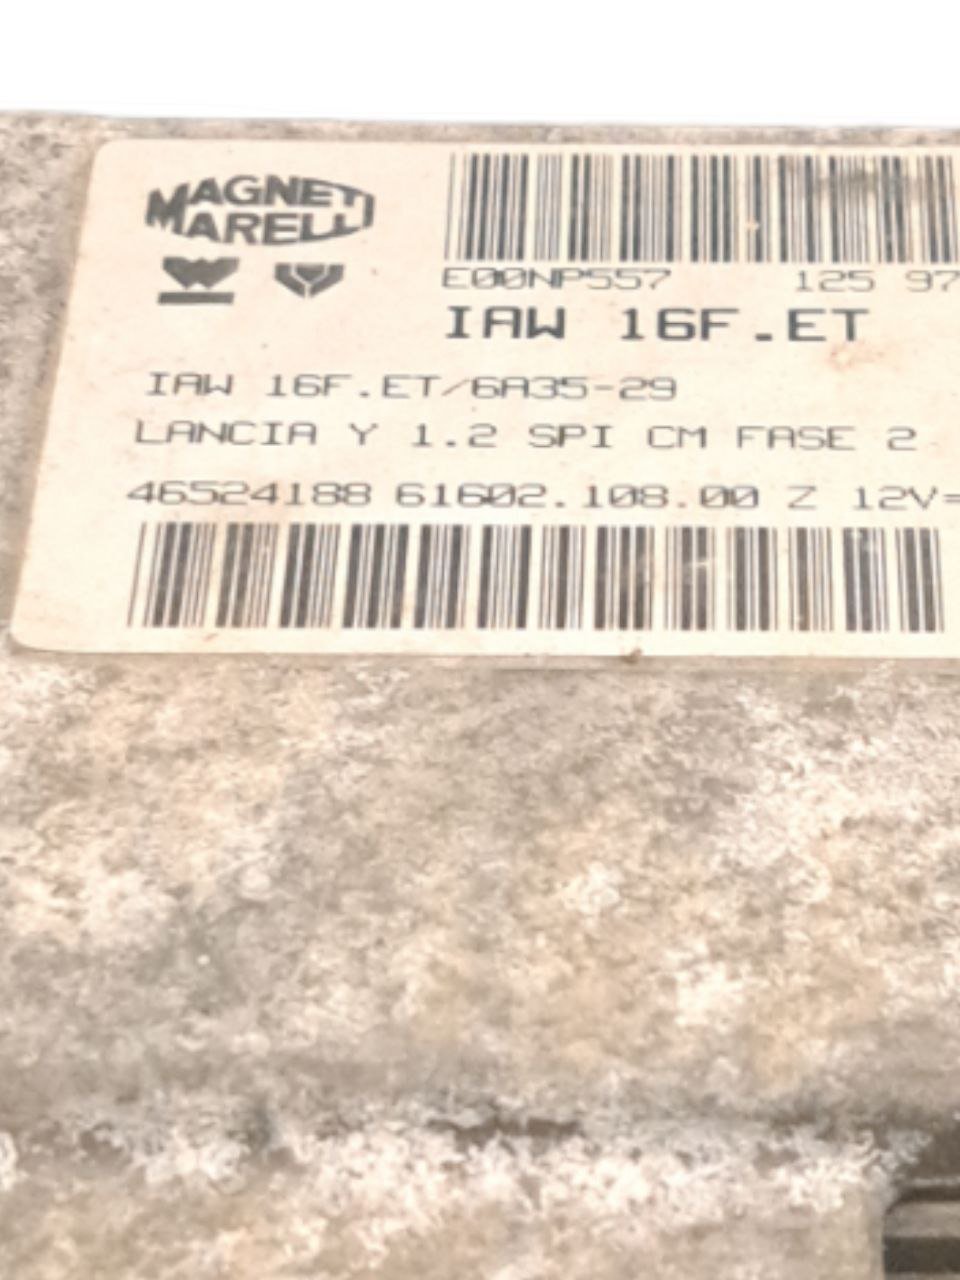 MAGNETI
MARELLI
E00NP557 125 97
IAW 16F.ET
IAW 16F.ET/6A35-29
LANCIA Y 1.2 SPI CM FASE 2
46524188 61602.108.00 Z 12V=